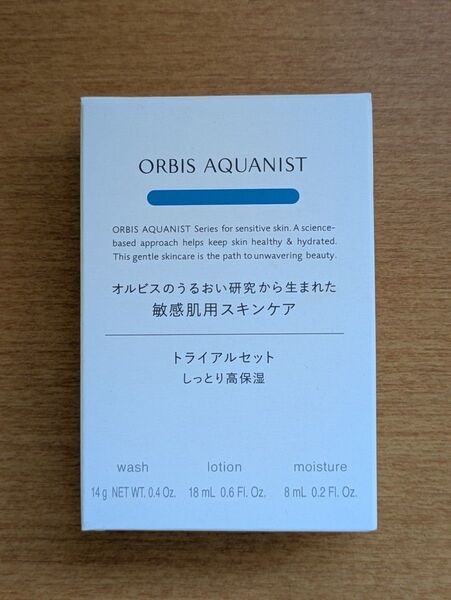 ORBIS AQUANIST
ORBIS AQUANIST Series for sensitive skin. A science-
based approach helps keep skin healthy & hydrated.
This gentle skincare is the path to unwavering beauty.
オルビスのうるおい研究から生まれた
敏感肌用スキンケア
トライアルセット
しっとり高保湿
wash lotion moisture
14 g NET WT. 0.4 Oz. 18 mL 0.6 Fl. Oz. 8 mL 0.2 Fl. Oz.